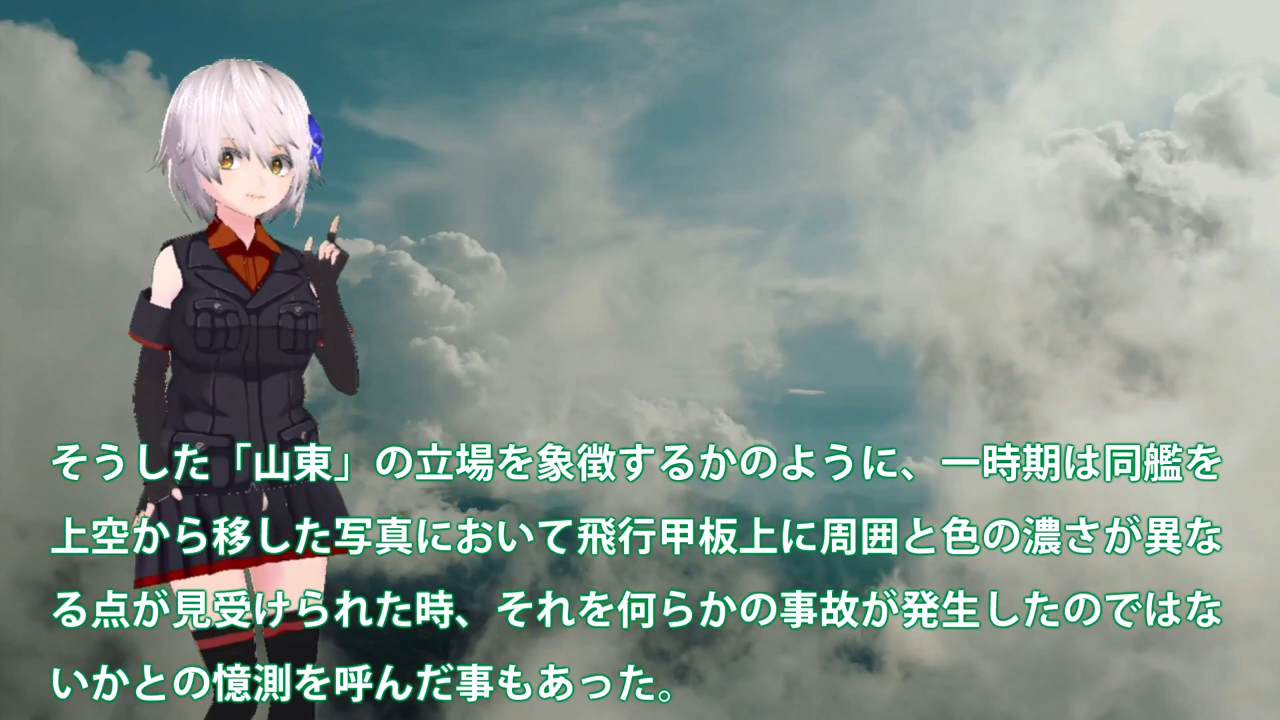 そうした「山東」の立場を象徴するかのように、一時期は同艦を
上空から移した写真において飛行甲板上に周囲と色の濃さが異な
る点が見受けられた時、それを何らかの事故が発生したのではな
いかとの憶測を呼んだ事もあった。